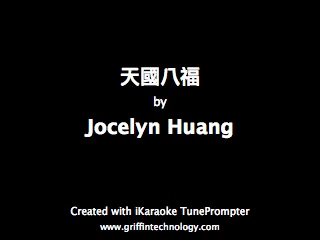 天國八福
by
Jocelyn Huang
Created with iKaraoke TunePrompter
www.griffintechnology.com